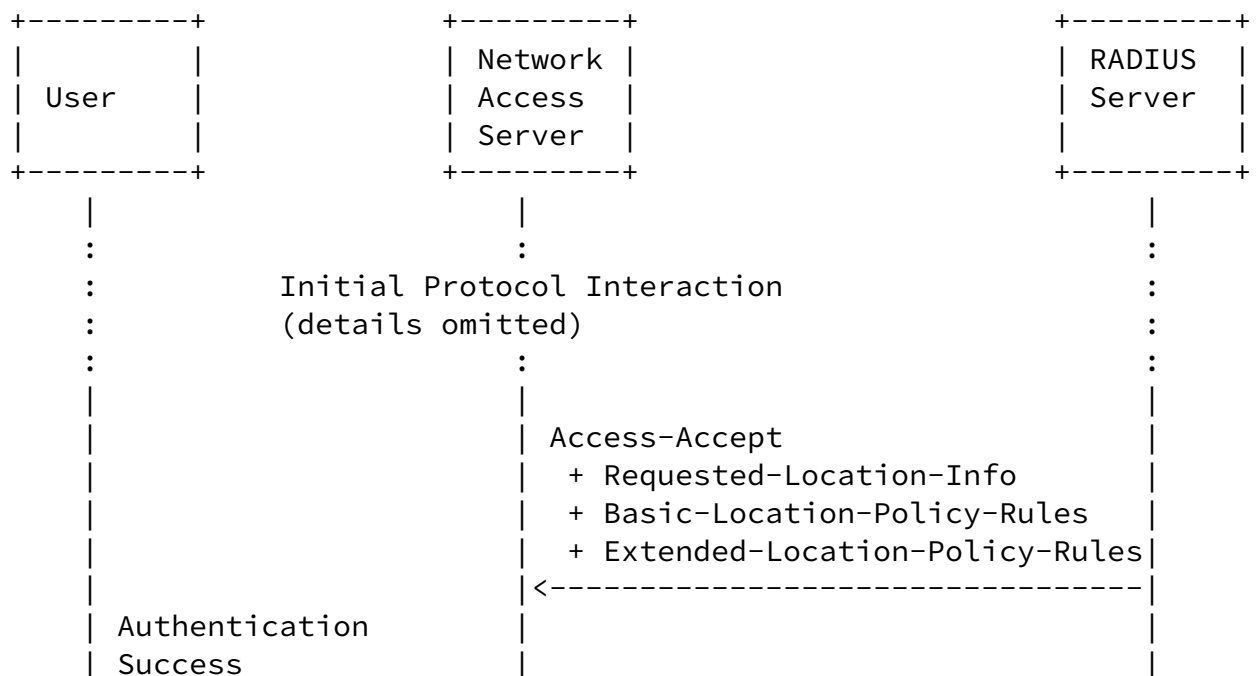 Network
RADIUS
User
Access
Server
Server
Initial Protocol Interaction
(details omitted)
Access-Accept
+ Requested-Location-Info
+ Basic-Location-Policy-Rules
+ Extended-Location-Policy-Rules
Authentication
Success